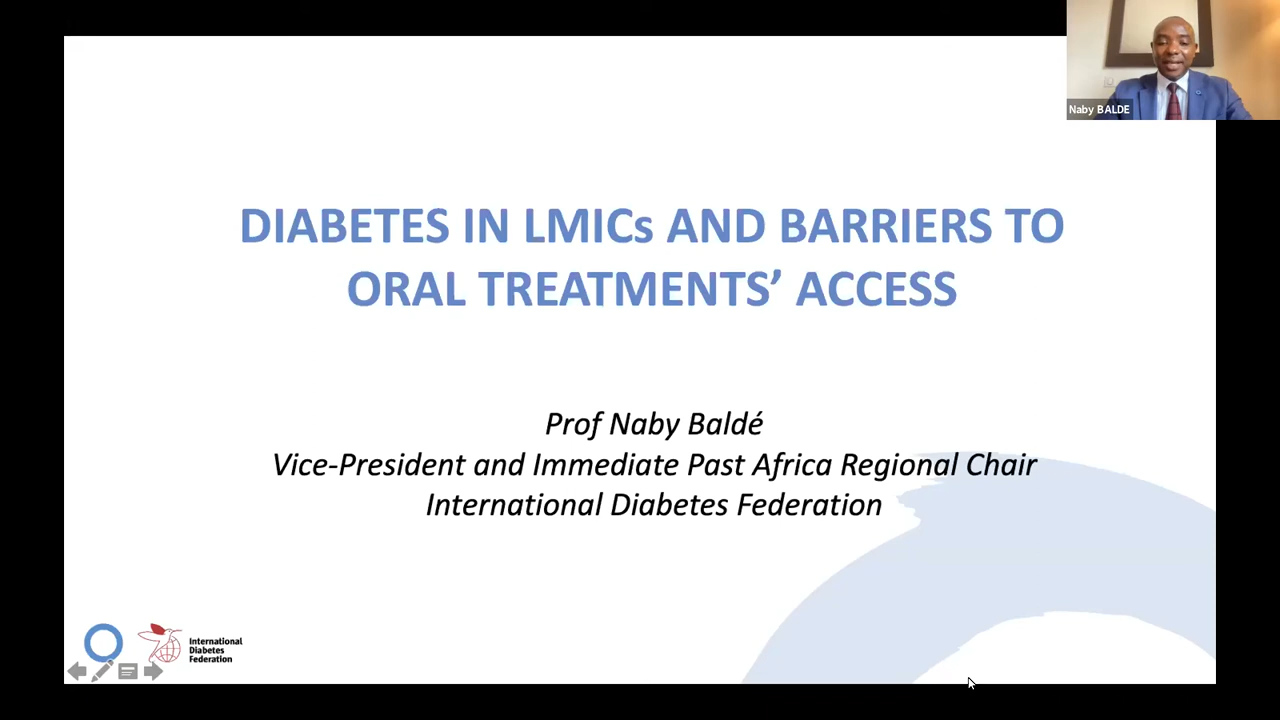 Naby BALDE
DIABETES IN LMICs AND BARRIERS TO
ORAL TREATMENTS’ ACCESS
Prof Naby Baldé
Vice-President and Immediate Past Africa Regional Chair
International Diabetes Federation
International
Diabetes
Federation